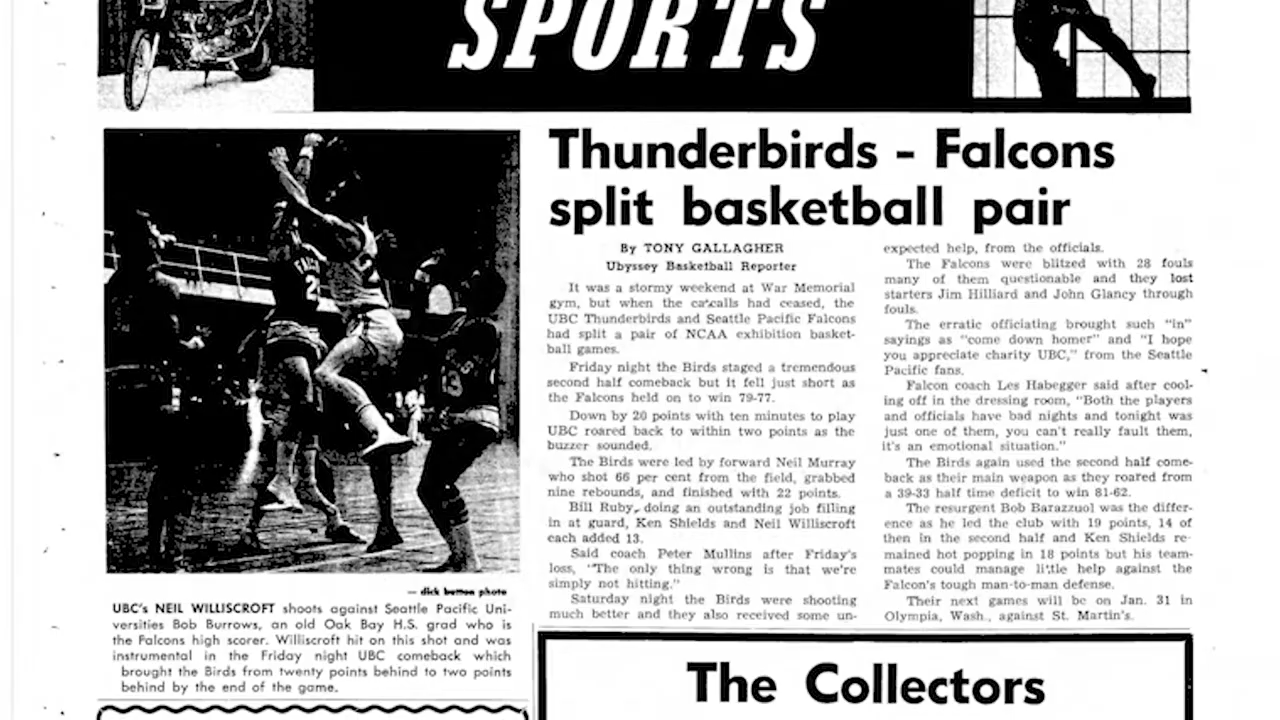 SPORTS
Thunderbirds - Falcons
split basketball pair
By TONY GALLAGHER
Ubyssey Basketball Reporter
It was a stormy weekend at War Memorial
gym, but when the catcalls had ceased, the
UBC Thunderbirds and Seattle Pacific Falcons
had split a pair of NCAA exhibition basket-
ball games.
Friday night the Birds staged a tremendous
second half comeback but it fell just short as
the Falcons held on to win 79-77.
Down by 20 points with ten minutes to play
UBC roared back to within two points as the
buzzer sounded.
The Birds were led by forward Neil Murray
who shot 66 per cent from the field, grabbed
nine rebounds, and finished with 22 points.
Bill Ruby, doing an outstanding job filling
in at guard, Ken Shields and Neil Williscroft
each added 13.
Said coach Peter Mullins after Friday's
loss, "The only thing wrong is that we're
simply not hitting."
Saturday night the Birds were shooting
much better and they also received some un-
expected help, from the officials.
The Falcons were blitzed with 28 fouls
many of them questionable and they lost
starters Jim Hilliard and John Glancy through
fouls.
The erratic officiating brought such "in"
sayings as "come down homer" and "I hope
you appreciate charity UBC," from the Seattle
Pacific fans.
Falcon coach Les Habegger said after cool-
ing off in the dressing room, "Both the players
and officials have bad nights and tonight was
just one of them, you can't really fault them,
it's an emotional situation."
The Birds again used the second half come-
back as their main weapon as they roared from
a 39-33 half time deficit to win 81-62.
The resurgent Bob Barazzuol was the differ-
ence as he led the club with 19 points, 14 of
then in the second half and Ken Shields re-
mained hot popping in 18 points but his team-
mates could manage little help against the
Falcon's tough man-to-man defense.
Their next games will be on Jan. 31 in
Olympia, Wash., against St. Martin's.
— dick button photo
UBC's NEIL WILLISCROFT shoots against Seattle Pacific Uni-
versities Bob Burrows, an old Oak Bay H.S. grad who is
the Falcons high scorer. Williscroft hit on this shot and was
instrumental in the Friday night UBC comeback which
brought the Birds from twenty points behind to two points
behind by the end of the game.
The Collectors